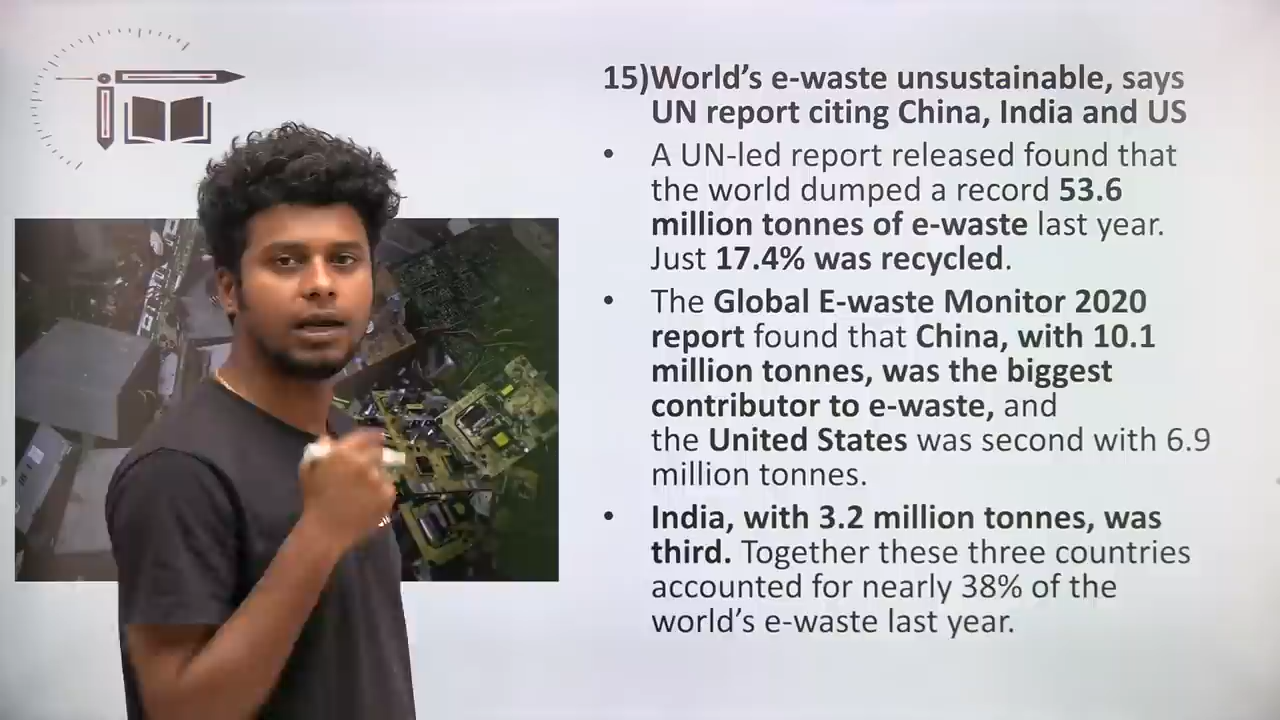 15)World’s e-waste unsustainable, says
UN report citing China, India and US
• A UN-led report released found that
the world dumped a record 53.6
million tonnes of e-waste last year.
Just 17.4% was recycled.
• The Global E-waste Monitor 2020
report found that China, with 10.1
million tonnes, was the biggest
contributor to e-waste, and
the United States was second with 6.9
million tonnes.
• India, with 3.2 million tonnes, was
third. Together these three countries
accounted for nearly 38% of the
world’s e-waste last year.